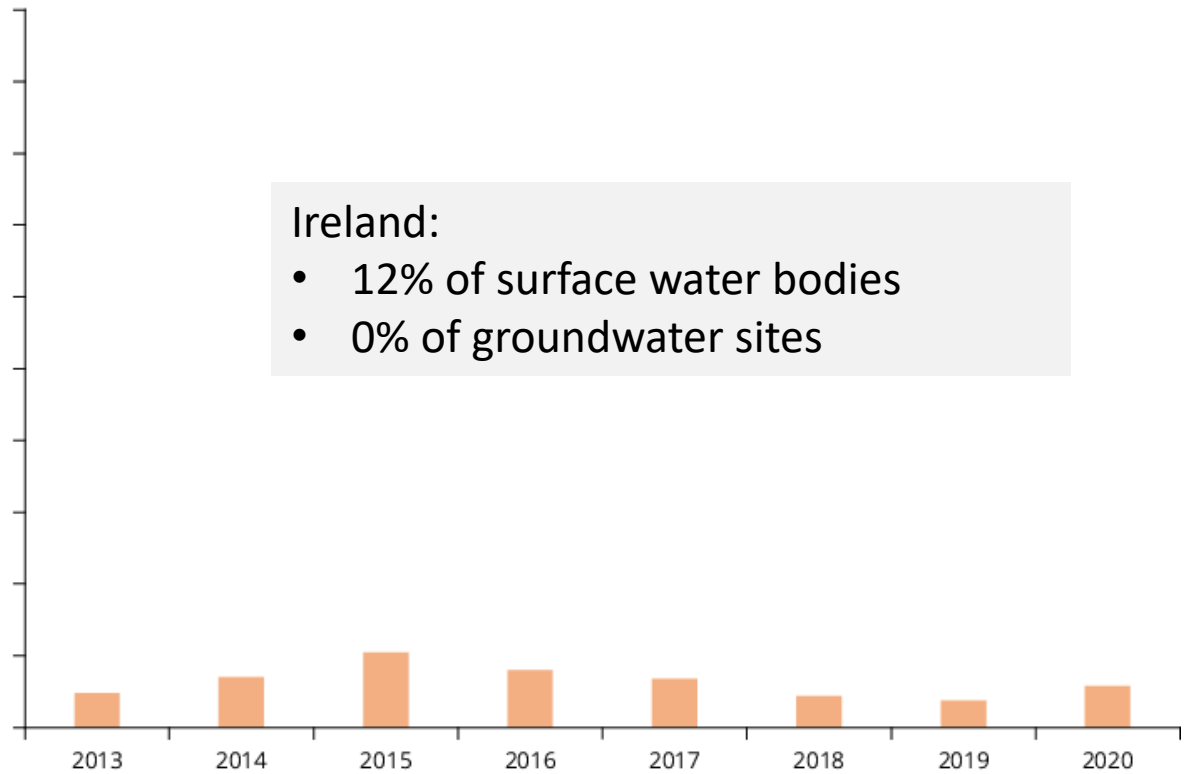 Ireland:
• 12% of surface water bodies
• 0% of groundwater sites
2013 2014 2015 2016 2017 2018 2019 2020